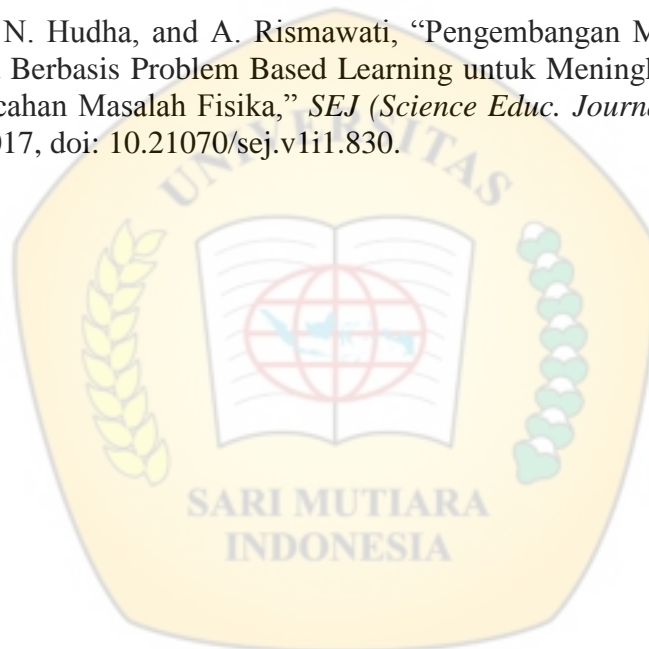 N. Hudha, and A. Rismawati, “Pengembangan M
Berbasis Problem Based Learning untuk Meningk
cahan Masalah Fisika,” SEJ (Science Educ. Journa
017, doi: 10.21070/sej.v1i1.830.
UNIVERSITAS
SARI MUTIARA
INDONESIA